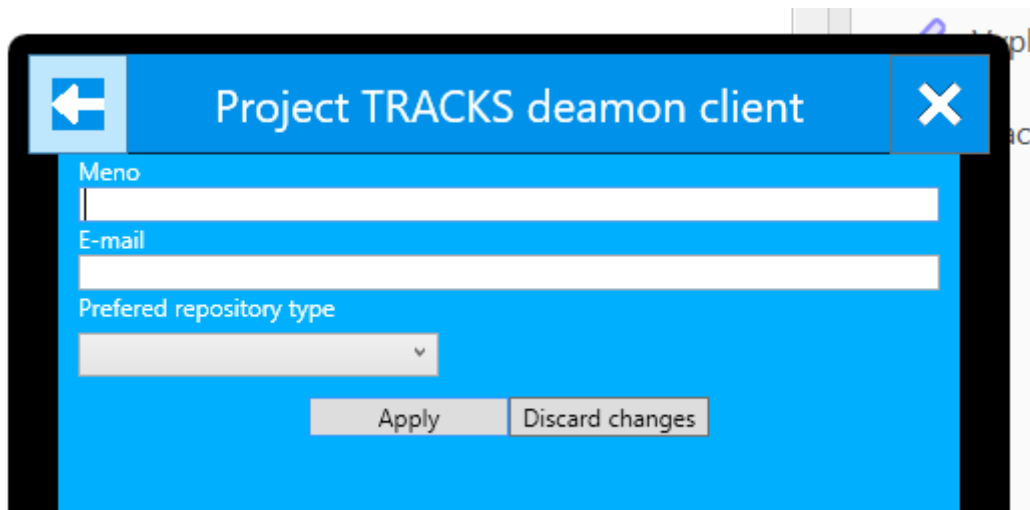 Project TRACKS deamon client
Meno
E-mail
Prefered repository type
Apply
Discard changes